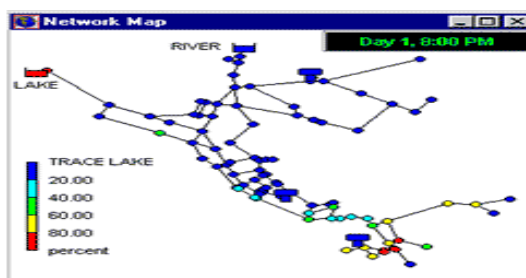 Network Map
Day 1, 8:00 PM
RIVER
LAKE
TRACE LAKE
20.00
40.00
60.00
80.00
percent